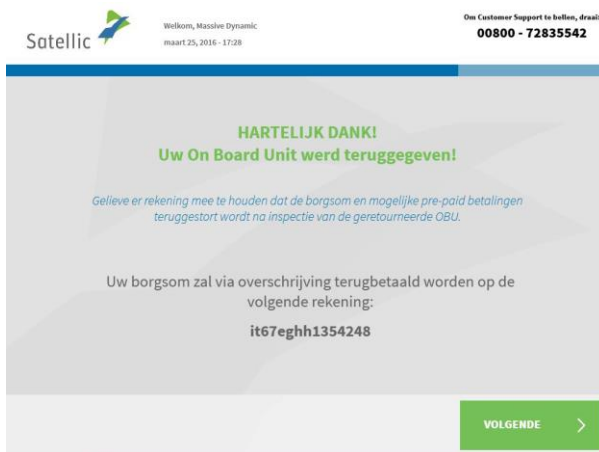 Satellic
Welkom, Massive Dynamic
maart 25, 2016 - 17:28
Om Customer Support te bellen, draai
00800 - 72835542
HARTELIJK DANK!
Uw On Board Unit werd teruggegeven!
Gelieve er rekening mee te houden dat de borgsom en mogelijke pre-paid betalingen
teruggestort wordt na inspectie van de geretourneerde OBU.
Uw borgsom zal via overschrijving terugbetaald worden op de
volgende rekening:
it67eghh1354248
VOLGENDE